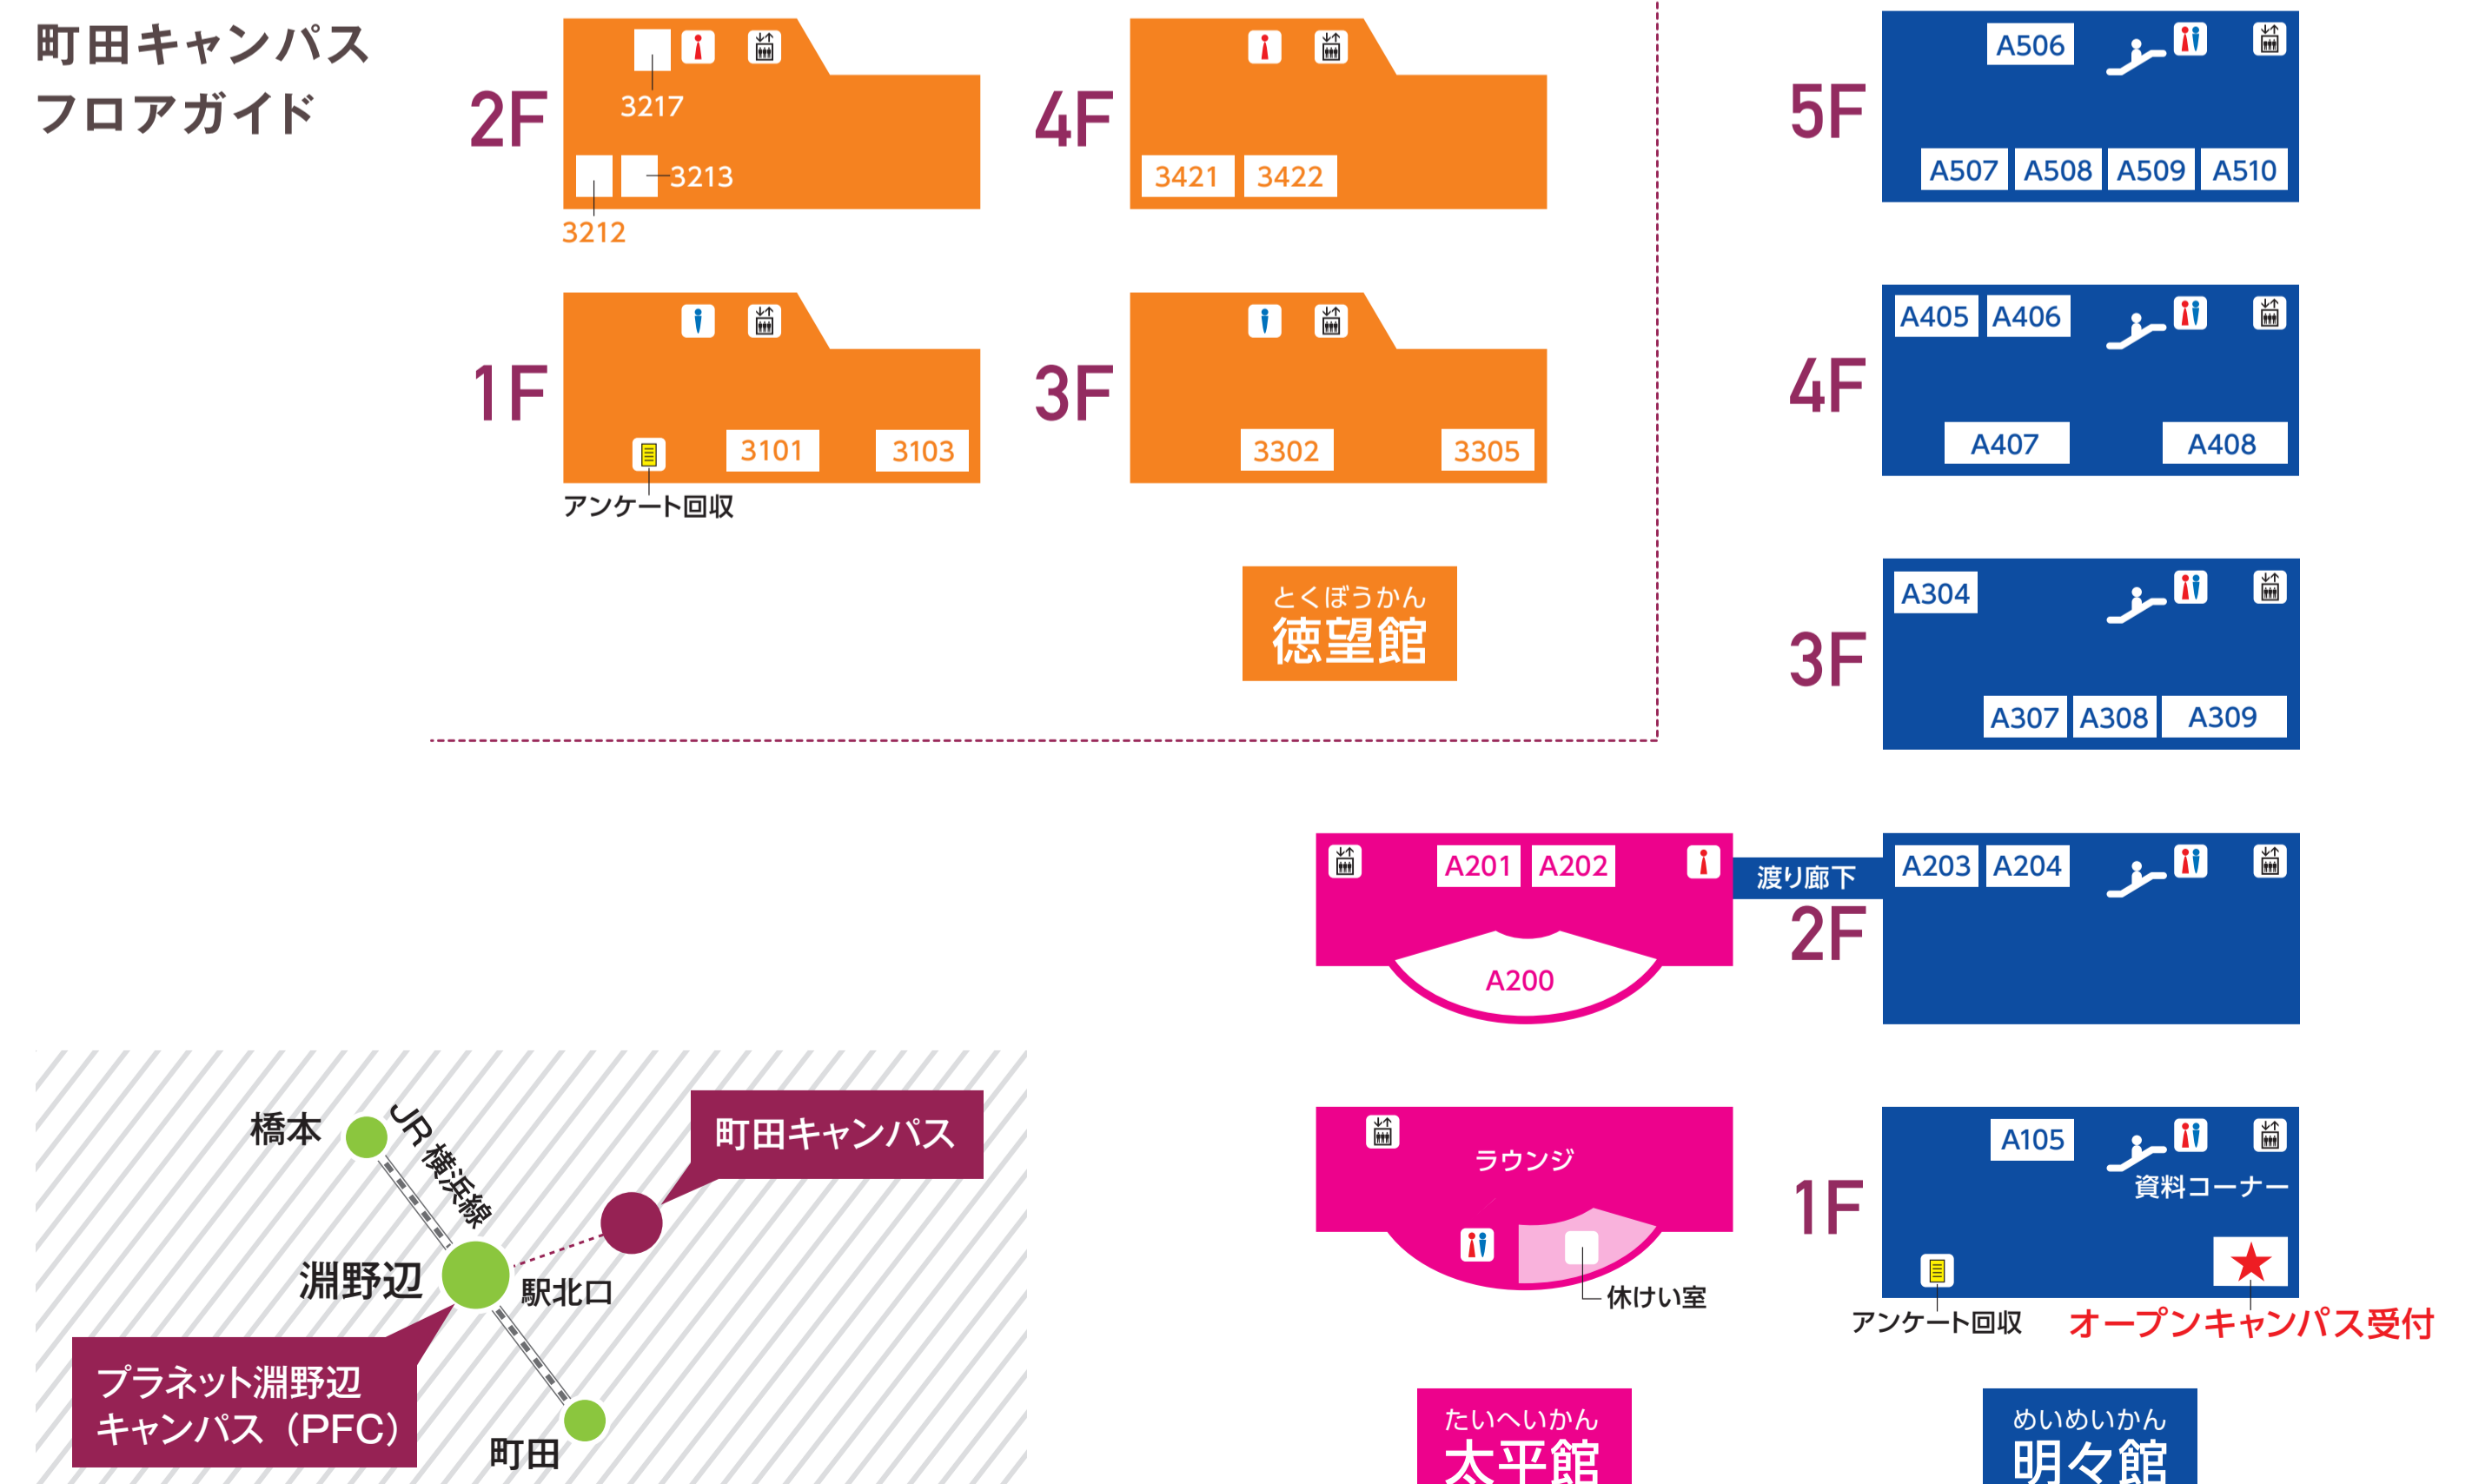 町田キャンパス
フロアガイド
2F
3217
3213
3212
4F
3421
3422
1F
3101
3103
アンケート回収
3F
3302
3305
とくぼうかん
徳望館
5F
A506
A507
A508
A509
A510
4F
A405
A406
A407
A408
3F
A304
A307
A308
A309
A201
A202
A200
渡り廊下
2F
A203
A204
ラウンジ
休けい室
たいへいかん
太平館
1F
A105
資料コーナー
アンケート回収
オープンキャンパス受付
めいめいかん
明々館
橋本
JR 横浜線
町田キャンパス
淵野辺
駅北口
プラネット淵野辺
キャンパス（PFC）
町田